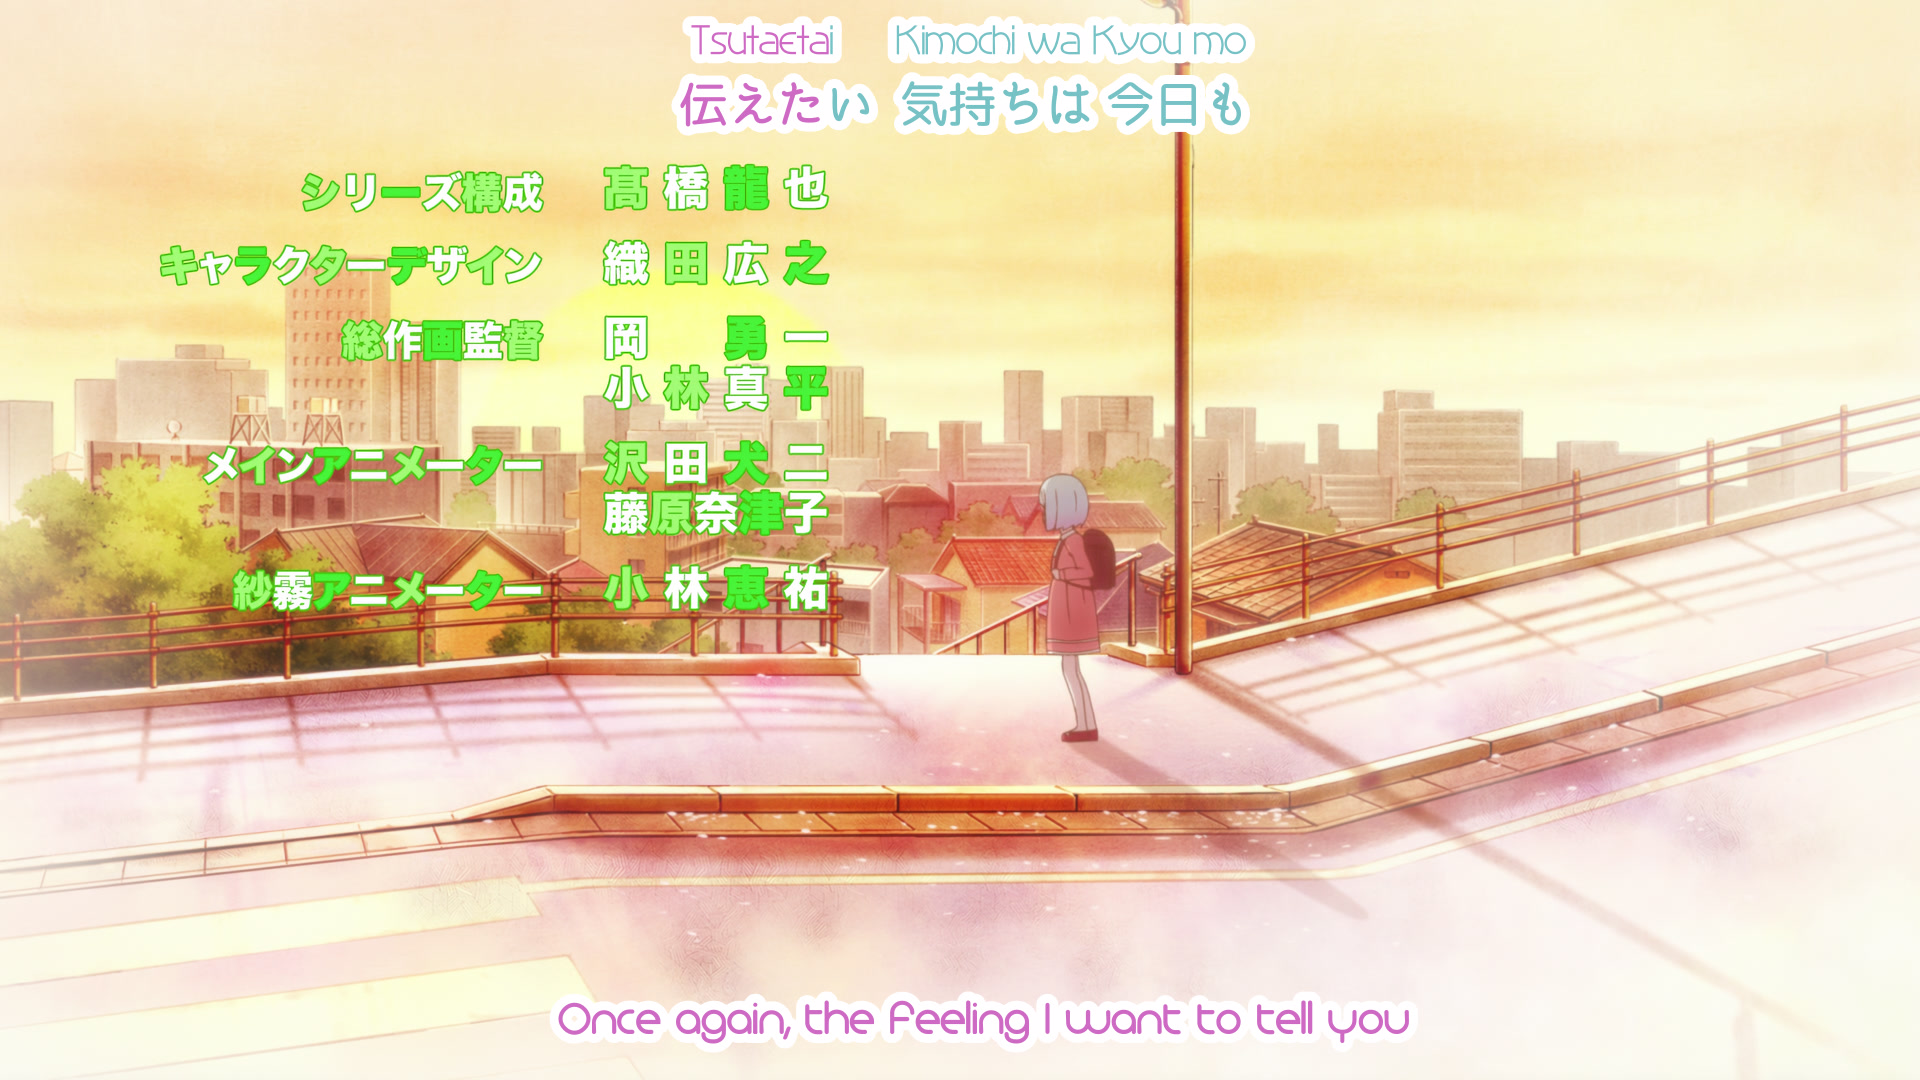 Tsutaetai Kimochi wa Kyou mo
伝えたい 気持ちは 今日も
シリーズ構成 髙橋龍也
キャラクターデザイン 織田広之
総作画監督 岡 勇一
小林真平
メインアニメーター 沢田犬二
藤原奈津子
紗霧アニメーター 小林恵祐
Once again, the feeling I want to tell you